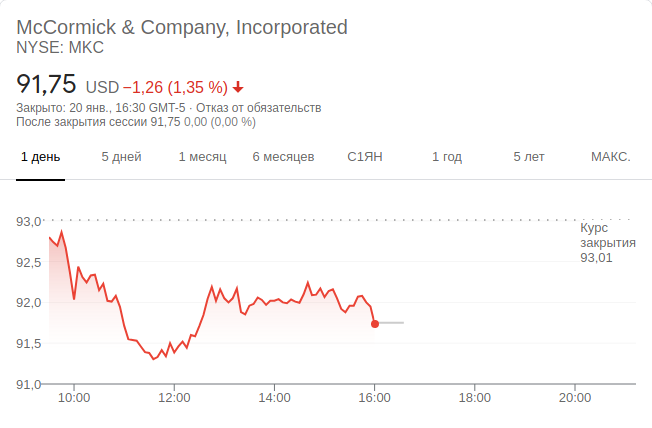 McCormick & Company, Incorporated
NYSE: MKC
91,75 USD −1,26 (1,35 %)
Закрыто: 20 янв., 16:30 GMT-5 · Отказ от обязательств
После закрытия сессии 91,75 0,00 (0,00 %)
1 день 5 дней 1 месяц 6 месяцев С1ЯН 1 год 5 лет МАКС.
93,0
Курс
закрытия
93,01
92,5
92,0
91,5
91,0
10:00 12:00 14:00 16:00 18:00 20:00